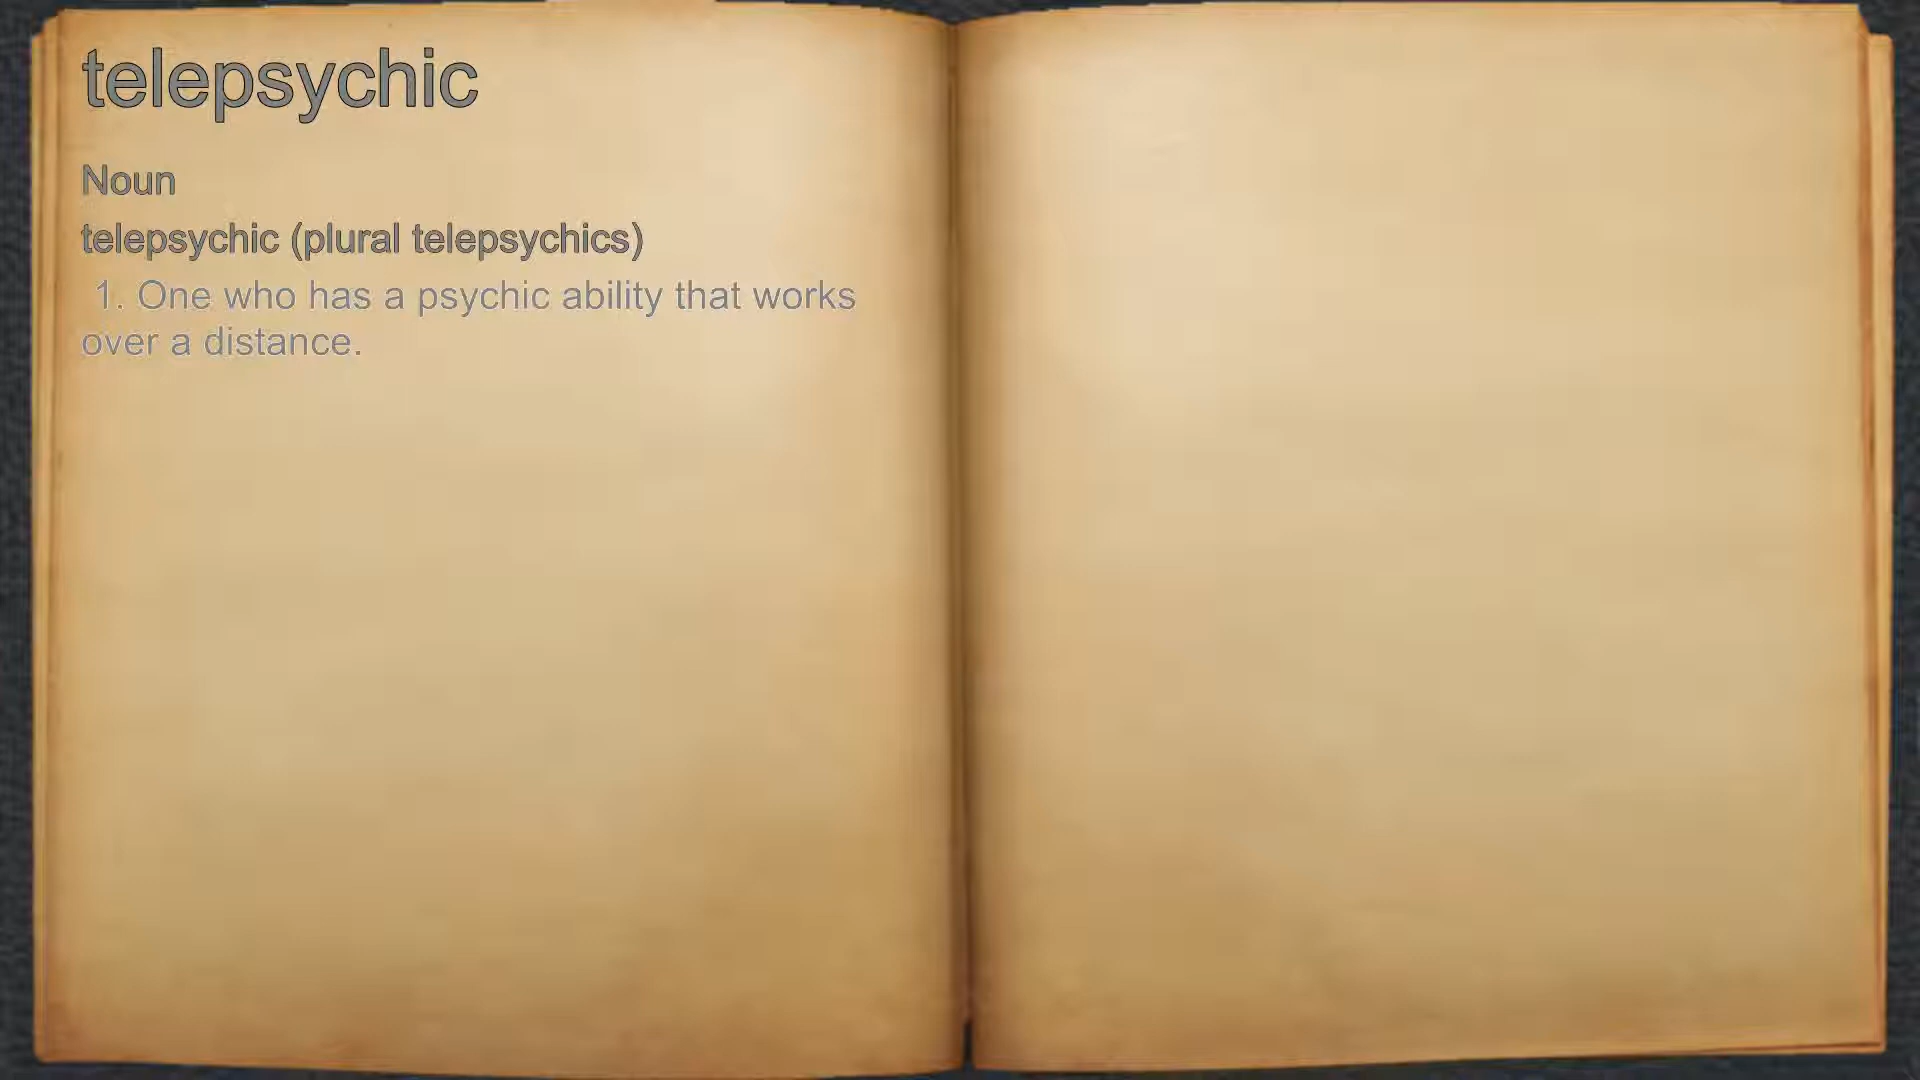 telepsychic
Noun
telepsychic (plural telepsychics)
1. One who has a psychic ability that works
over a distance.